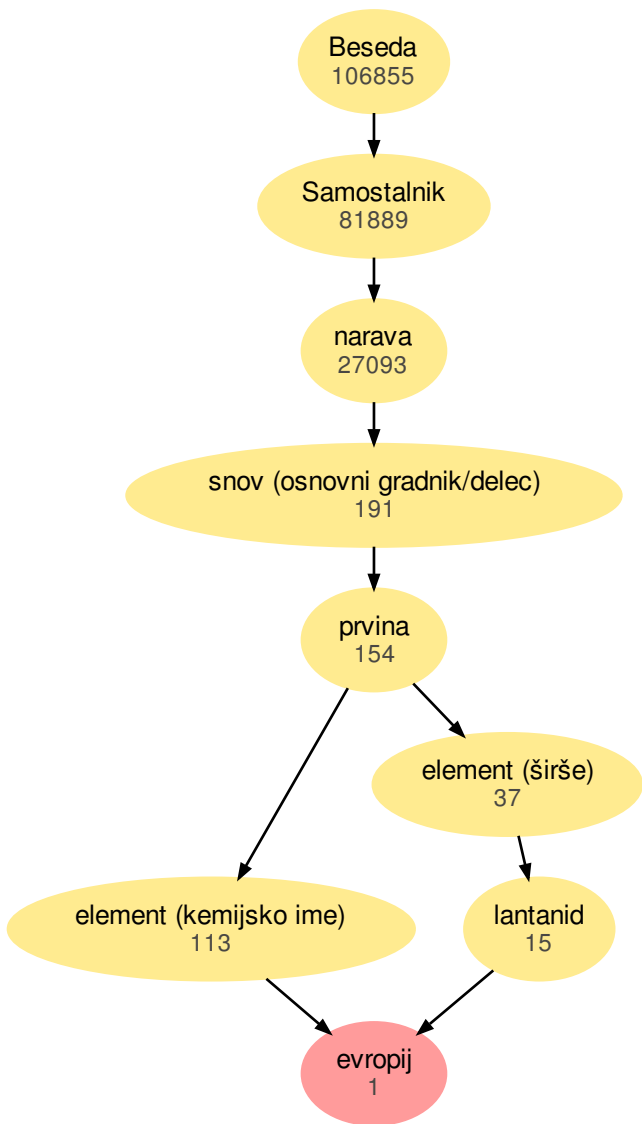 Beseda
106855
Samostalnik
81889
narava
27093
snov (osnovni gradnik/delec)
191
prvina
154
element (širše)
37
element (kemijsko ime)
113
lantanid
15
evropij
1